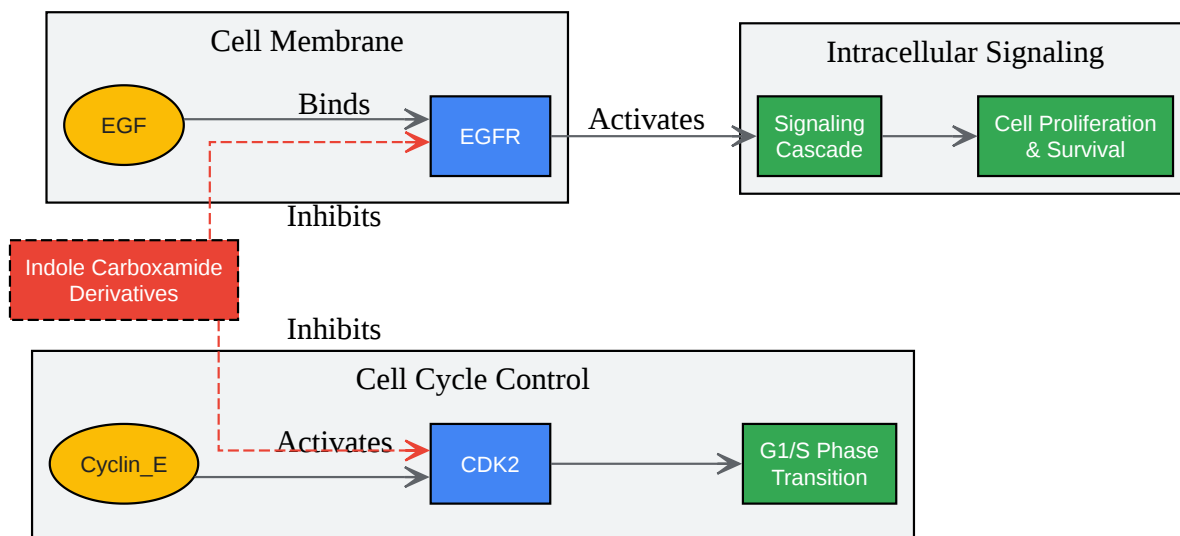 Cell Membrane
Intracellular Signaling
EGF
Binds
EGFR
Activates
Signaling
Cascade
Cell Proliferation
& Survival
Inhibits
Indole Carboxamide
Derivatives
Inhibits
Cell Cycle Control
Cyclin_E
Activates
CDK2
G1/S Phase
Transition